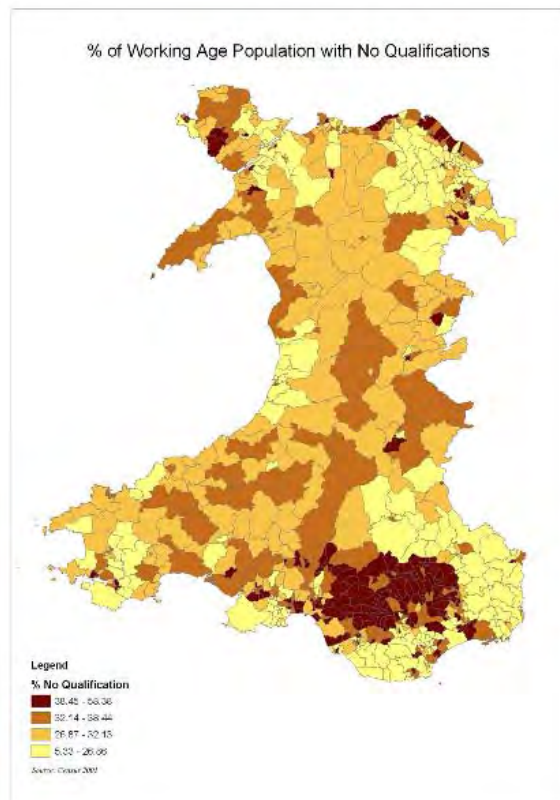 % of Working Age Population with No Qualifications
Legend
% No Qualification
38.45 - 58.36
32.14 - 38.44
26.87 - 32.13
5.33 - 26.86
Source: Census 2001